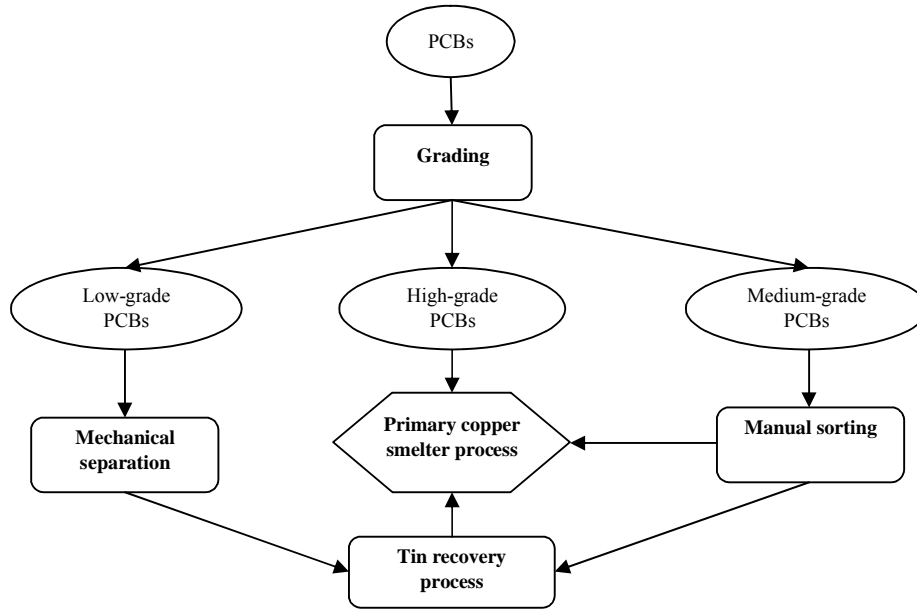 PCBs
Grading
Low-grade
PCBs
High-grade
PCBs
Medium-grade
PCBs
Mechanical
separation
Primary copper
smelter process
Manual sorting
Tin recovery
process